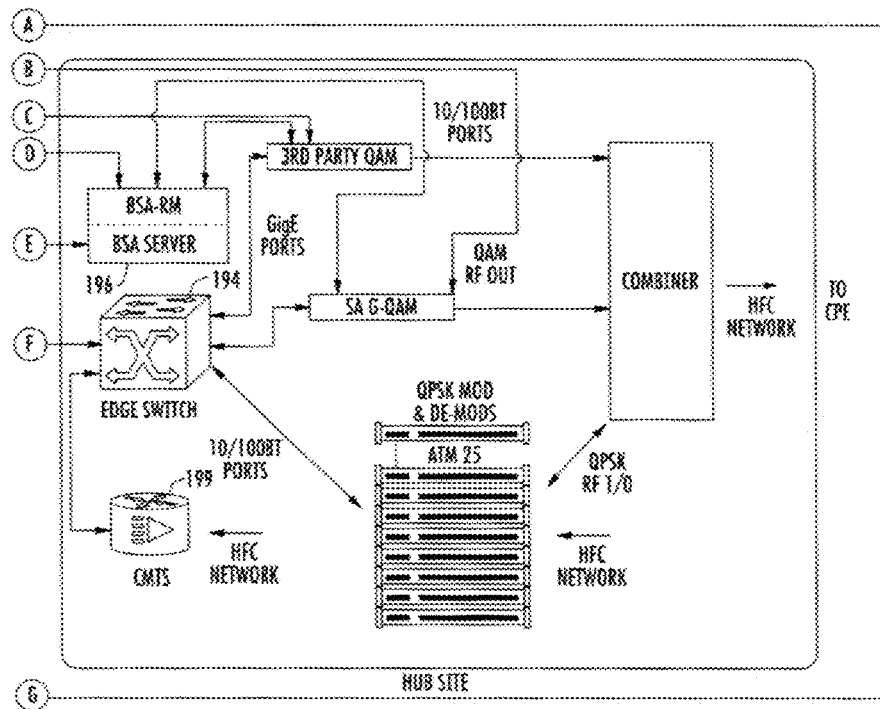 A
B
C
D
E
F
G
10/100BT
PORTS
3RD PARTY QAM
BSA-RM
BSA SERVER
GigE
PORTS
QAM
RF OUT
COMBINER
196
194
SA G-QAM
HFC
NETWORK
TO
CPE
EDGE SWITCH
QPSK MOD
& DE-MODS
10/100BT
PORTS
ATM 25
QPSK
RF I/O
199
CMTS
HFC
NETWORK
HFC
NETWORK
HUB SITE